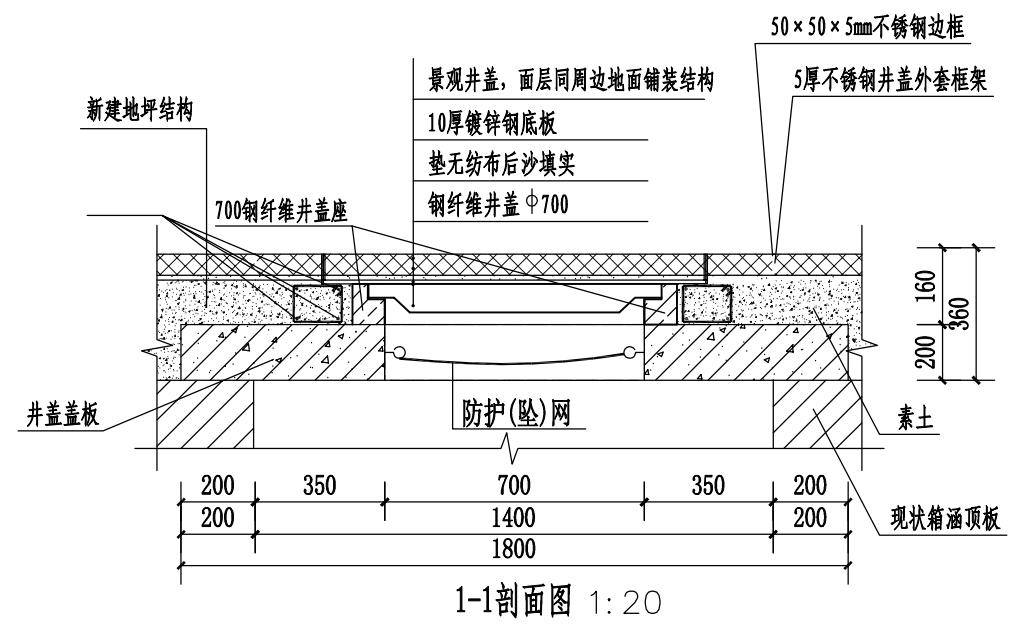 50×50×5mm不锈钢边框
5厚不锈钢井盖外套框架
景观井盖，面层同周边地面铺装结构
10厚镀锌钢底板
垫无纺布后沙填实
钢纤维井盖ϕ700
新建地坪结构
700钢纤维井盖座
160
360
200
井盖盖板
防护(坠)网
素土
现状箱涵顶板
200 350 700 350 200
200 1400 200
1800
1-1剖面图 1:20